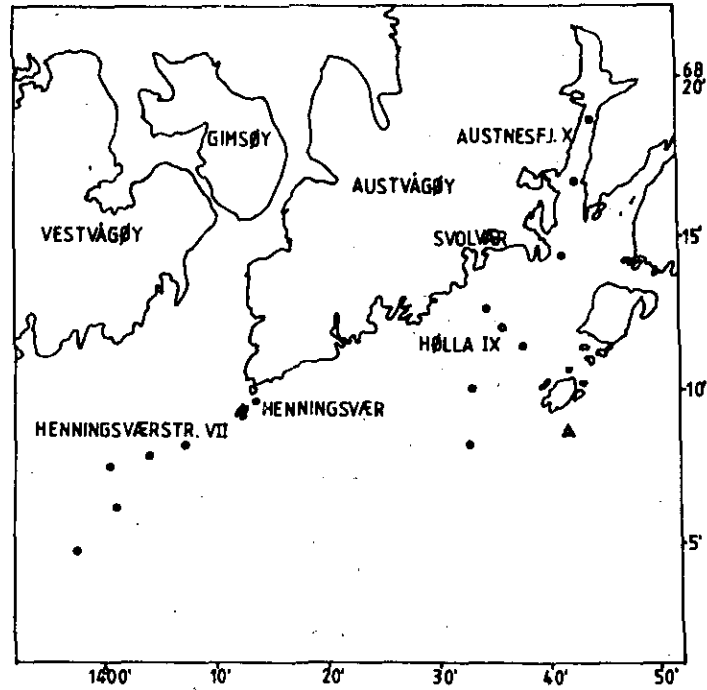 68
20'
AUSTNESFJ. X
GIMSØY
AUSTVÅGØY
VESTVÅGØY
SVOLVÆR
15'
HØLLA IX
10'
HENNINGSVÆR
HENNINGSVÆRSTR. VII
5'
14°00'
10'
20'
30'
40'
50'